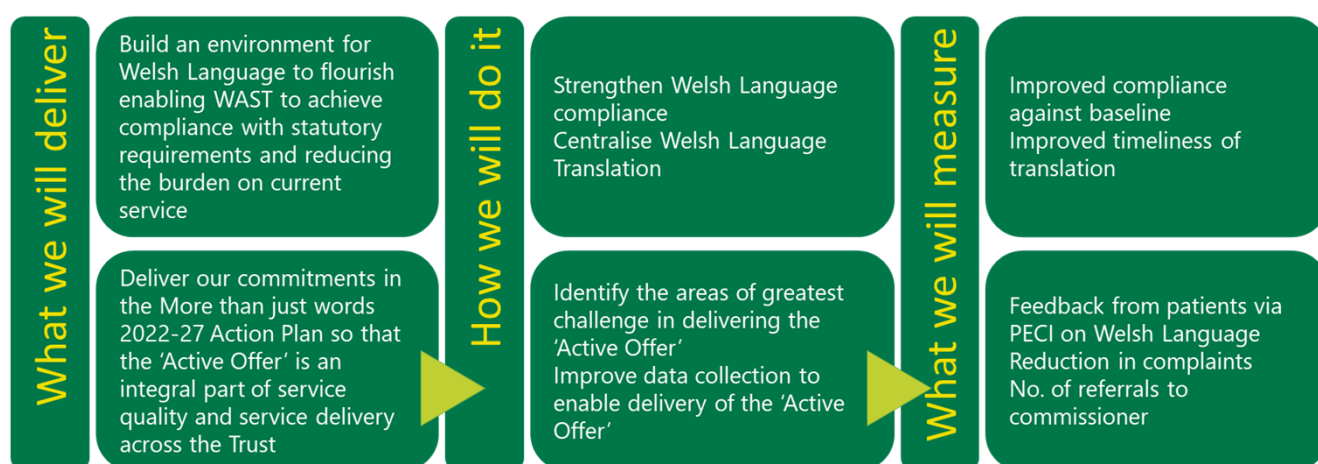 What we will deliver
Build an environment for
Welsh Language to flourish
enabling WAST to achieve
compliance with statutory
requirements and reducing
the burden on current
service
Deliver our commitments in
the More than just words
2022-27 Action Plan so that
the ‘Active Offer’ is an
integral part of service
quality and service delivery
across the Trust
How we will do it
Strengthen Welsh Language
compliance
Centralise Welsh Language
Translation
Identify the areas of greatest
challenge in delivering the
‘Active Offer’
Improve data collection to
enable delivery of the ‘Active
Offer’
What we will measure
Improved compliance
against baseline
Improved timeliness of
translation
Feedback from patients via
PECI on Welsh Language
Reduction in complaints
No. of referrals to
commissioner